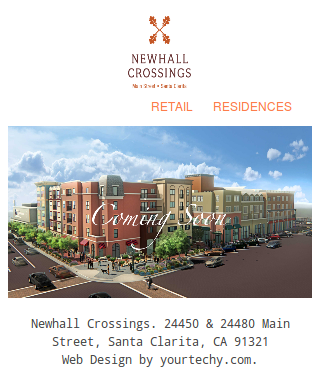 NEWHALL
CROSSINGS
Main Street • Santa Clarita
RETAIL RESIDENCES
Coming Soon
Newhall Crossings. 24450 & 24480 Main
Street, Santa Clarita, CA 91321
Web Design by yourtechy.com.